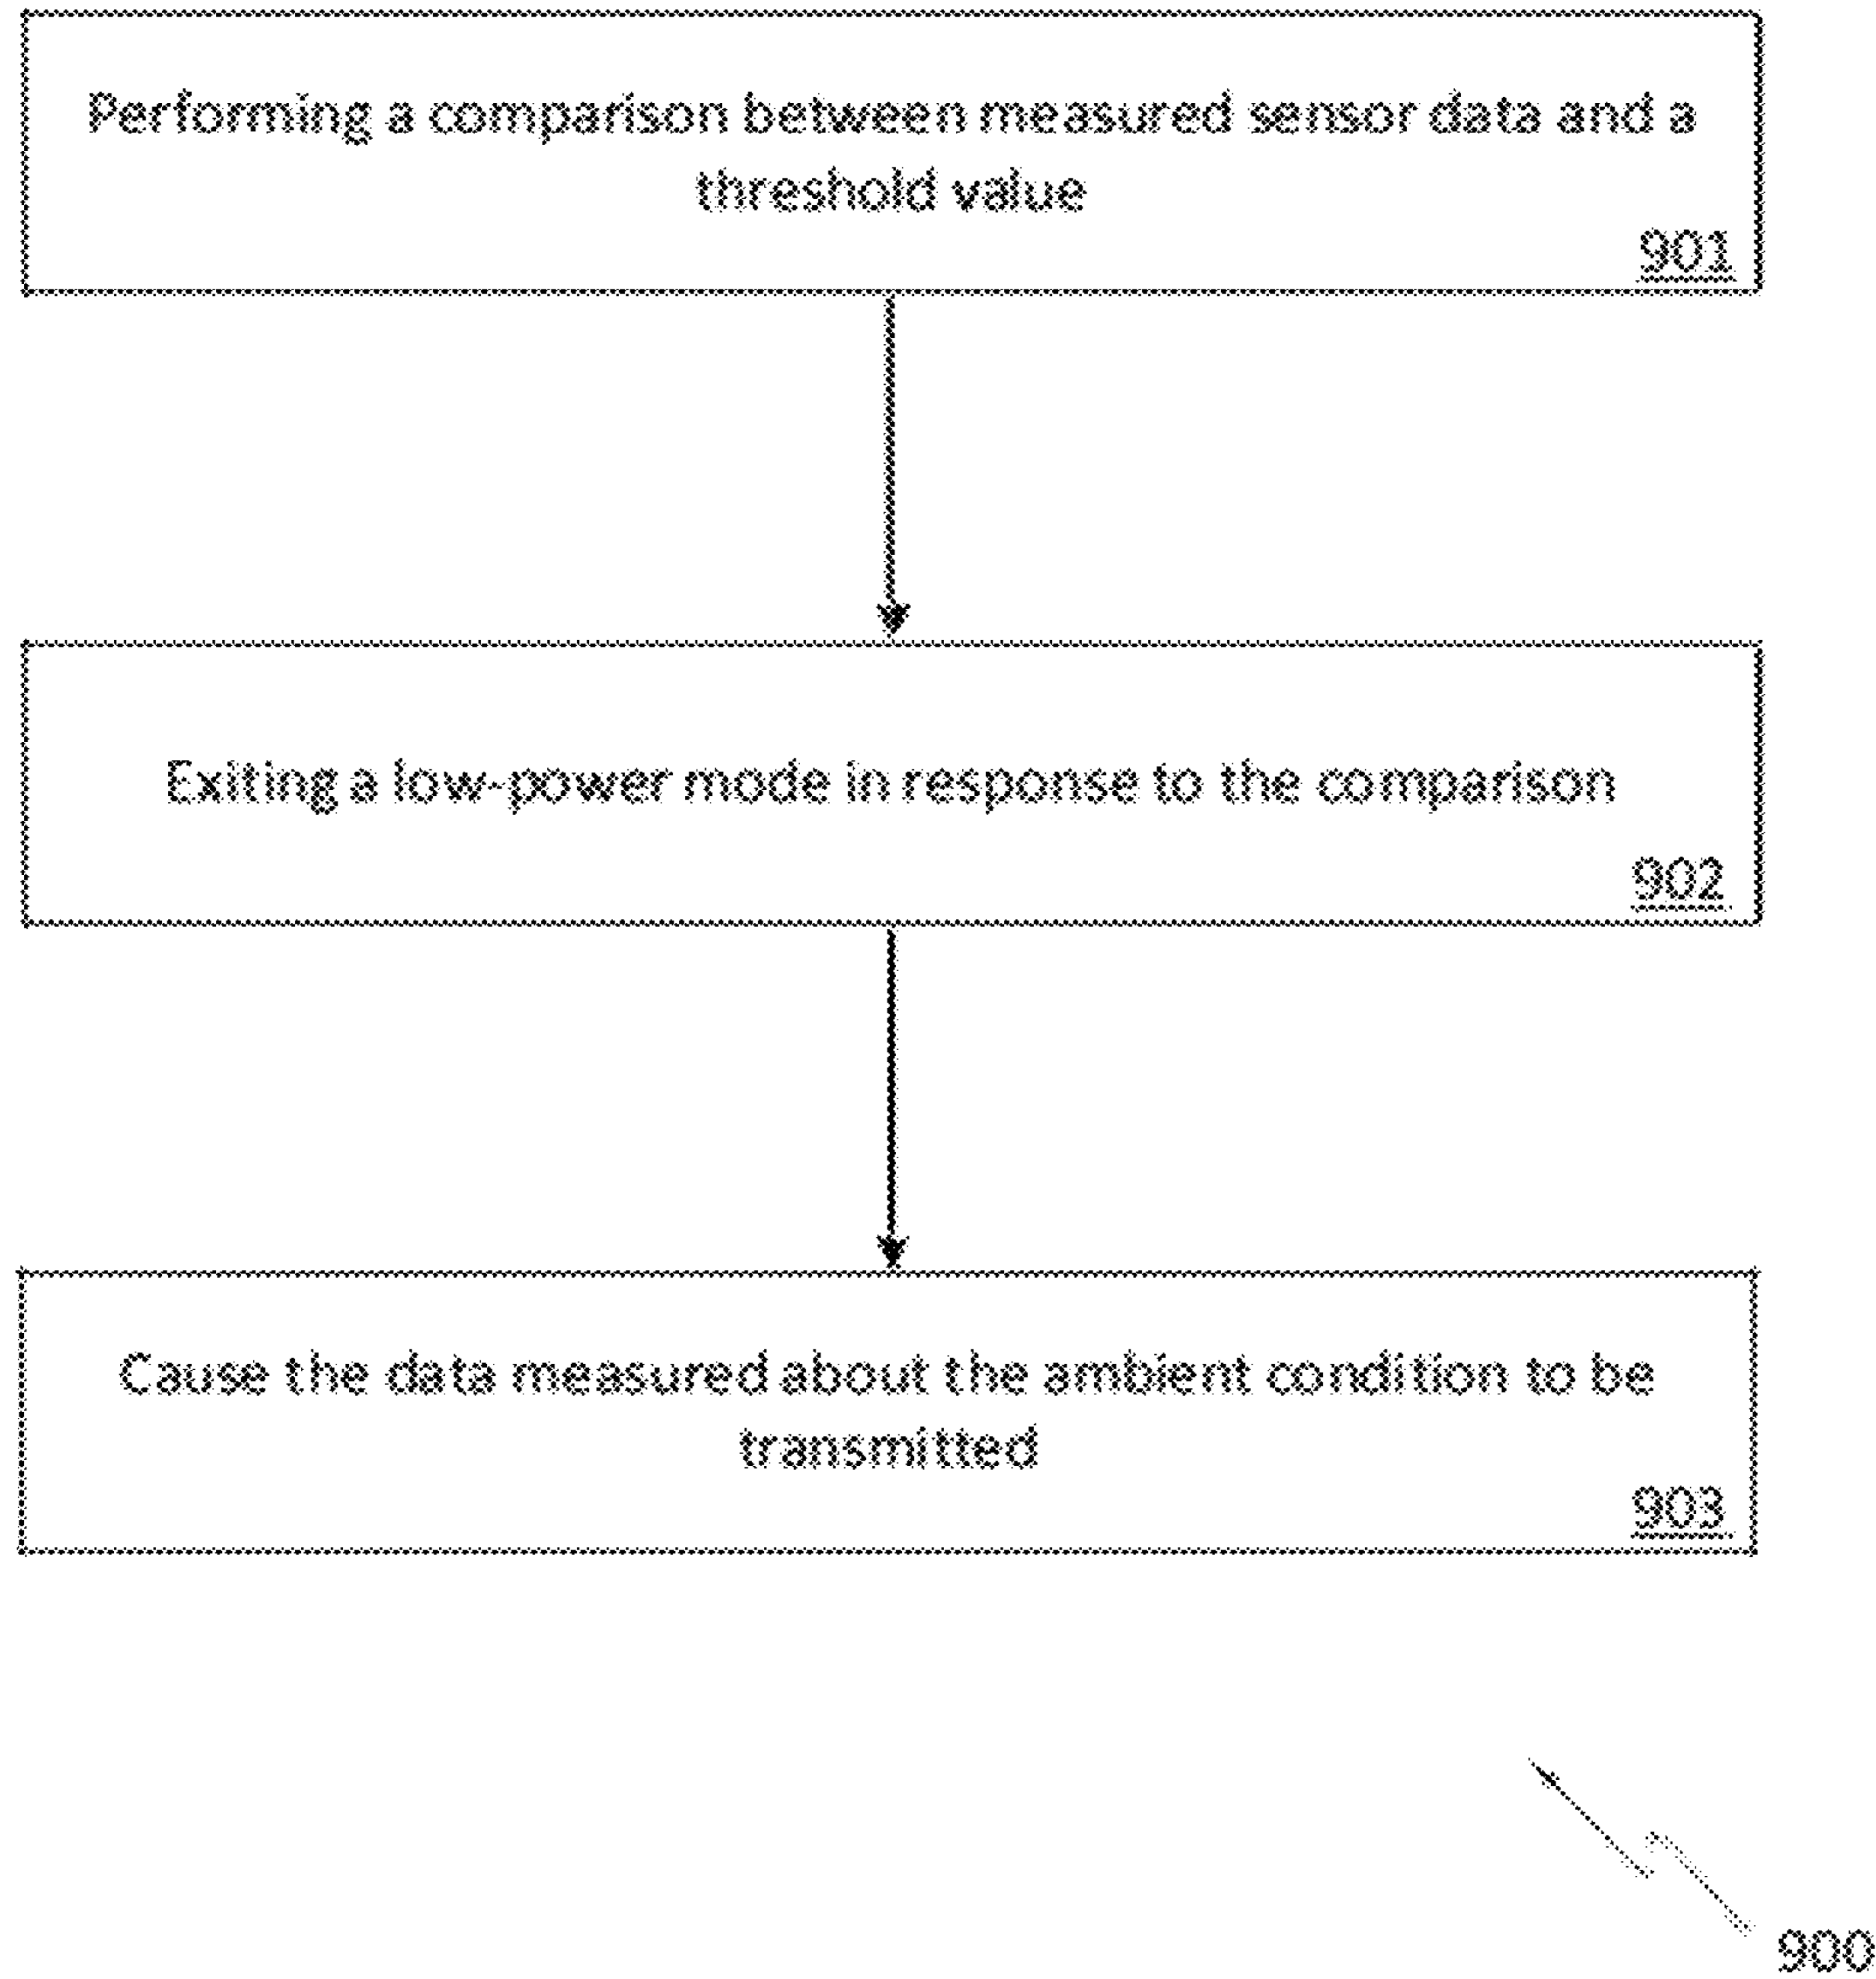 Performing a comparison between measured sensor data and a
threshold value
901
Exiting a low-power mode in response to the comparison
902
Cause the data measured about the ambient condition to be
transmitted
903
900